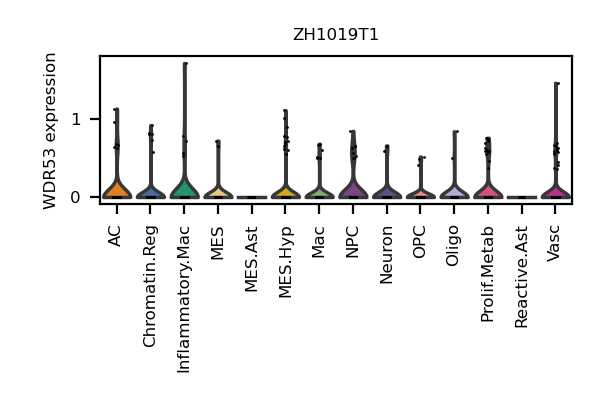 ZH1019T1
WDR53 expression
1
0
AC
Chromatin.Reg
Inflammatory.Mac
MES
MES.Ast
MES.Hyp
Mac
NPC
Neuron
OPC
Oligo
Prolif.Metab
Reactive.Ast
Vasc